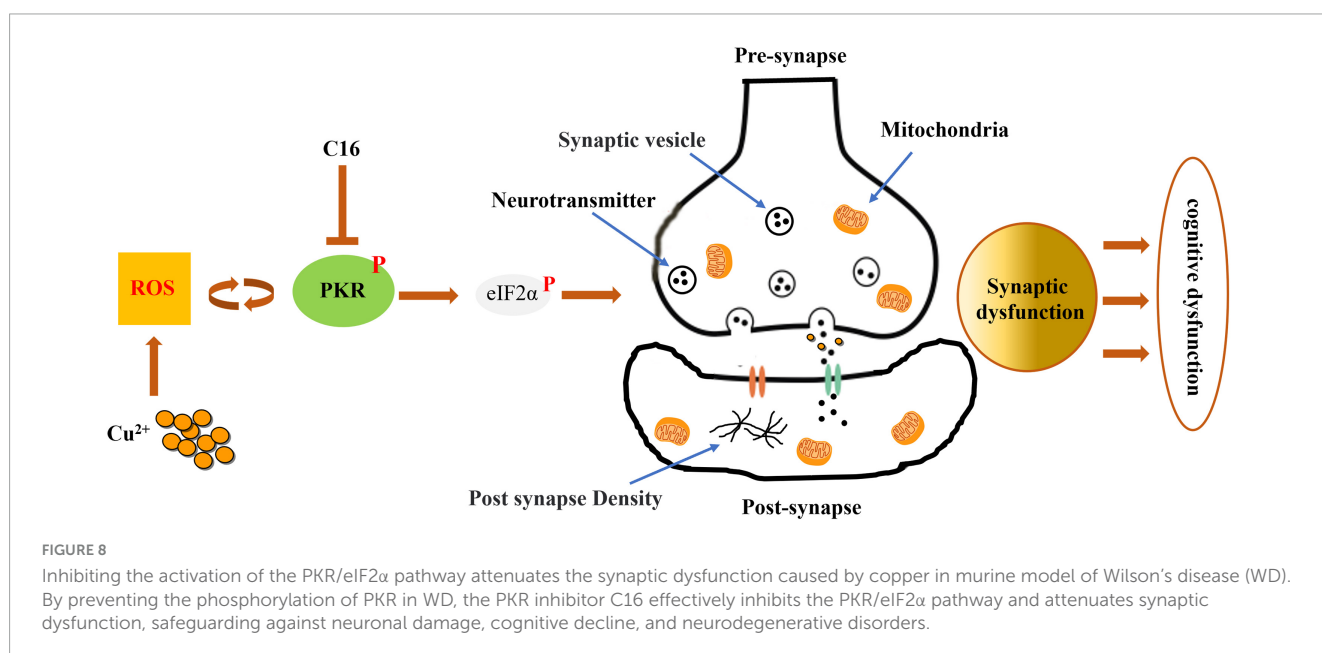 Pre-synapse
Synaptic vesicle
Mitochondria
C16
Neurotransmitter
cognitive dysfunction
P
ROS
PKR
eIF2α P
Synaptic
dysfunction
Cu²⁺
Post synapse Density
Post-synapse
FIGURE 8
Inhibiting the activation of the PKR/eIF2α pathway attenuates the synaptic dysfunction caused by copper in murine model of Wilson’s disease (WD).
By preventing the phosphorylation of PKR in WD, the PKR inhibitor C16 effectively inhibits the PKR/eIF2α pathway and attenuates synaptic
dysfunction, safeguarding against neuronal damage, cognitive decline, and neurodegenerative disorders.